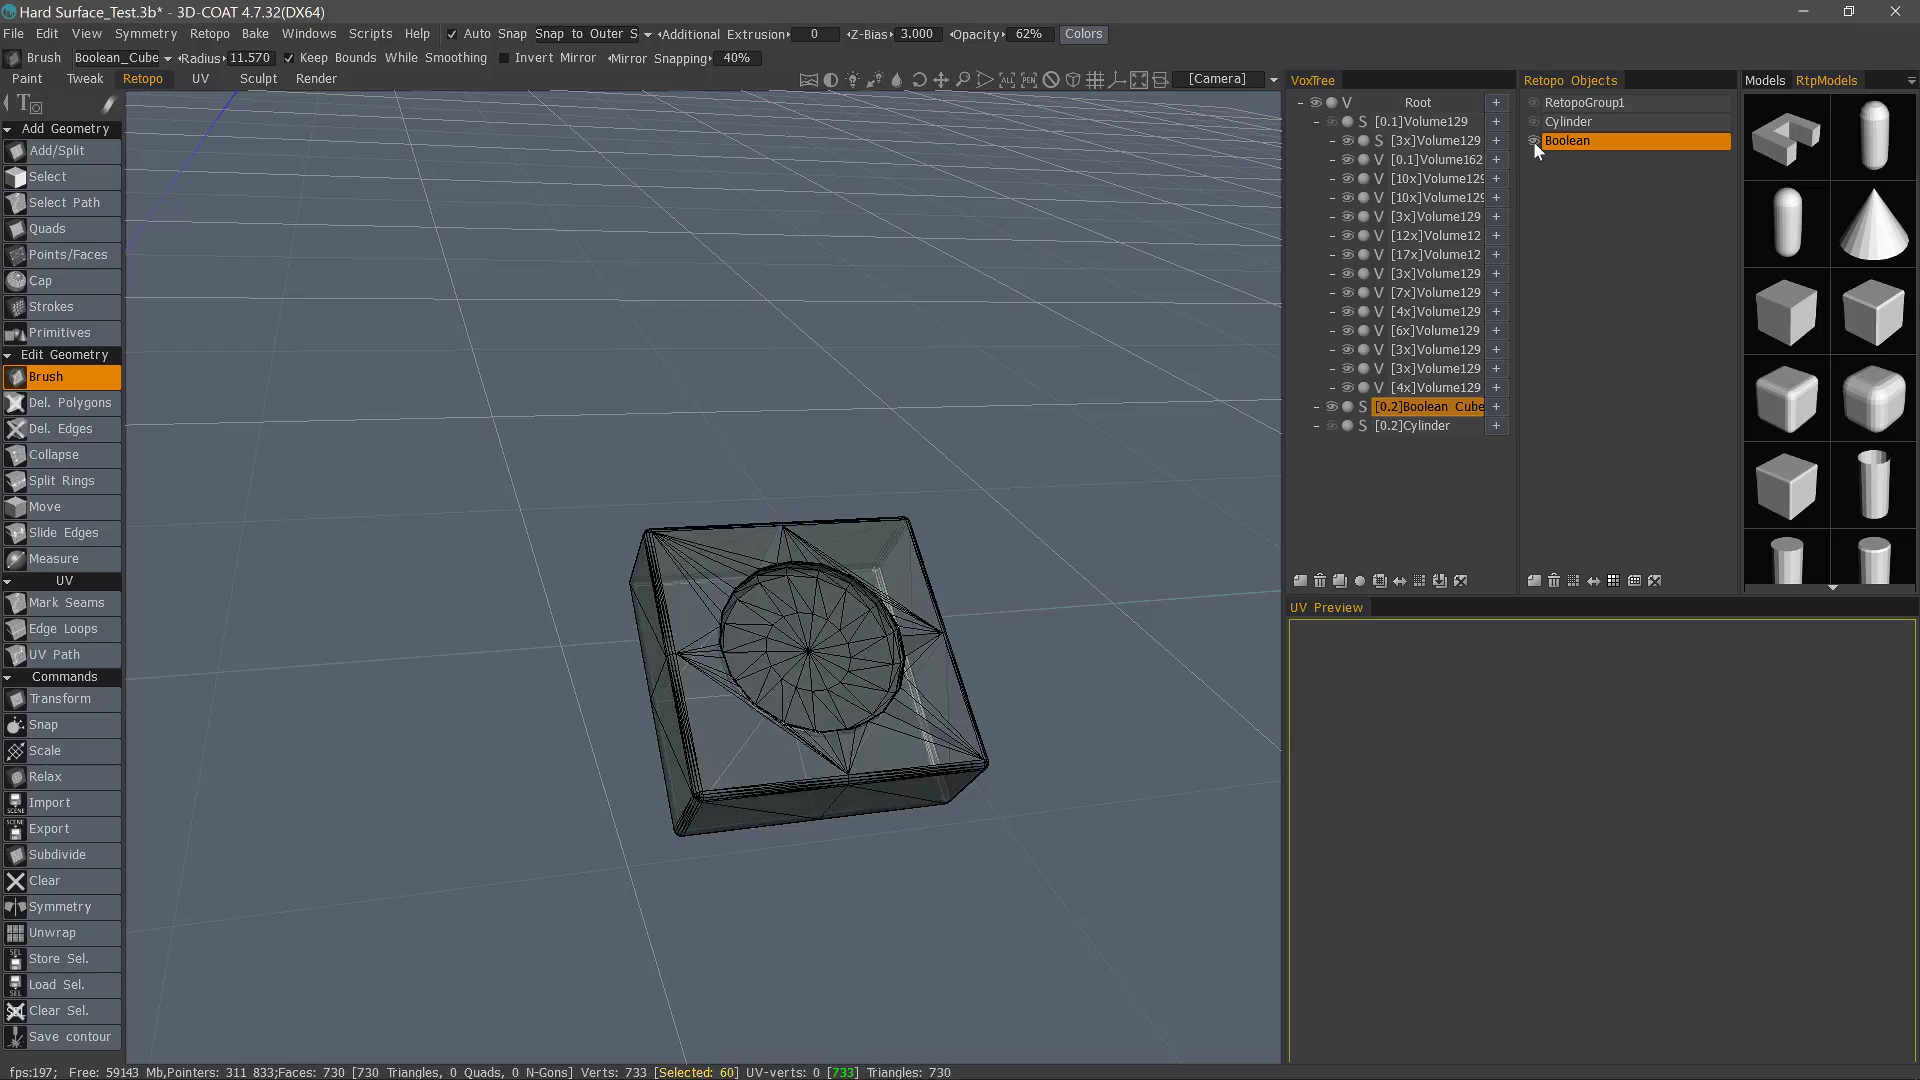 Hard Surface_Test.3b* - 3D-COAT 4.7.32(DX64)
File Edit View Symmetry Retopo Bake Windows Scripts Help Auto Snap Snap to Outer S Additional Extrusion 0 Z-Bias 3.000 Opacity 62% Colors
Brush Boolean_Cube Radius 11.570 Keep Bounds While Smoothing Invert Mirror Mirror Snapping 40%
Paint Tweak Retopo UV Sculpt Render [Camera]
Add Geometry
Add/Split
Select
Select Path
Quads
Points/Faces
Cap
Strokes
Primitives
Edit Geometry
Brush
Del. Polygons
Del. Edges
Collapse
Split Rings
Move
Slide Edges
Measure
UV
Mark Seams
Edge Loops
UV Path
Commands
Transform
Snap
Scale
Relax
Import
Export
Subdivide
Clear
Symmetry
Unwrap
Store Sel.
Load Sel.
Clear Sel.
Save contour
VoxTree
V Root +
S [0.1]Volume129 +
S [3x]Volume129 +
V [0.1]Volume162 +
V [10x]Volume129 +
V [10x]Volume129 +
V [3x]Volume129 +
V [12x]Volume12 +
V [17x]Volume12 +
V [3x]Volume129 +
V [7x]Volume129 +
V [4x]Volume129 +
V [6x]Volume129 +
V [3x]Volume129 +
V [3x]Volume129 +
V [4x]Volume129 +
S [0.2]Boolean Cube +
S [0.2]Cylinder +
Retopo Objects
RetopoGroup1
Cylinder
Boolean
Models RtpModels
UV Preview
fps:197; Free: 59143 Mb,Pointers: 311 833;Faces: 730 [730 Triangles, 0 Quads, 0 N-Gons] Verts: 733 [Selected: 60] UV-verts: 0 [733] Triangles: 730